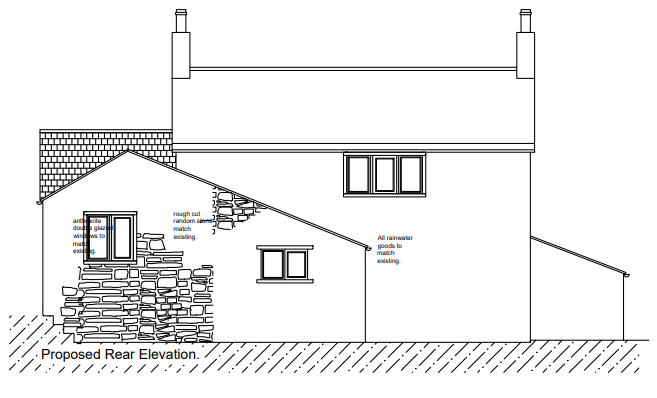 anthracite
double glazed
windows to
match
existing.
rough cut
random stone
match
existing.
All rainwater
goods to
match
existing.
Proposed Rear Elevation.